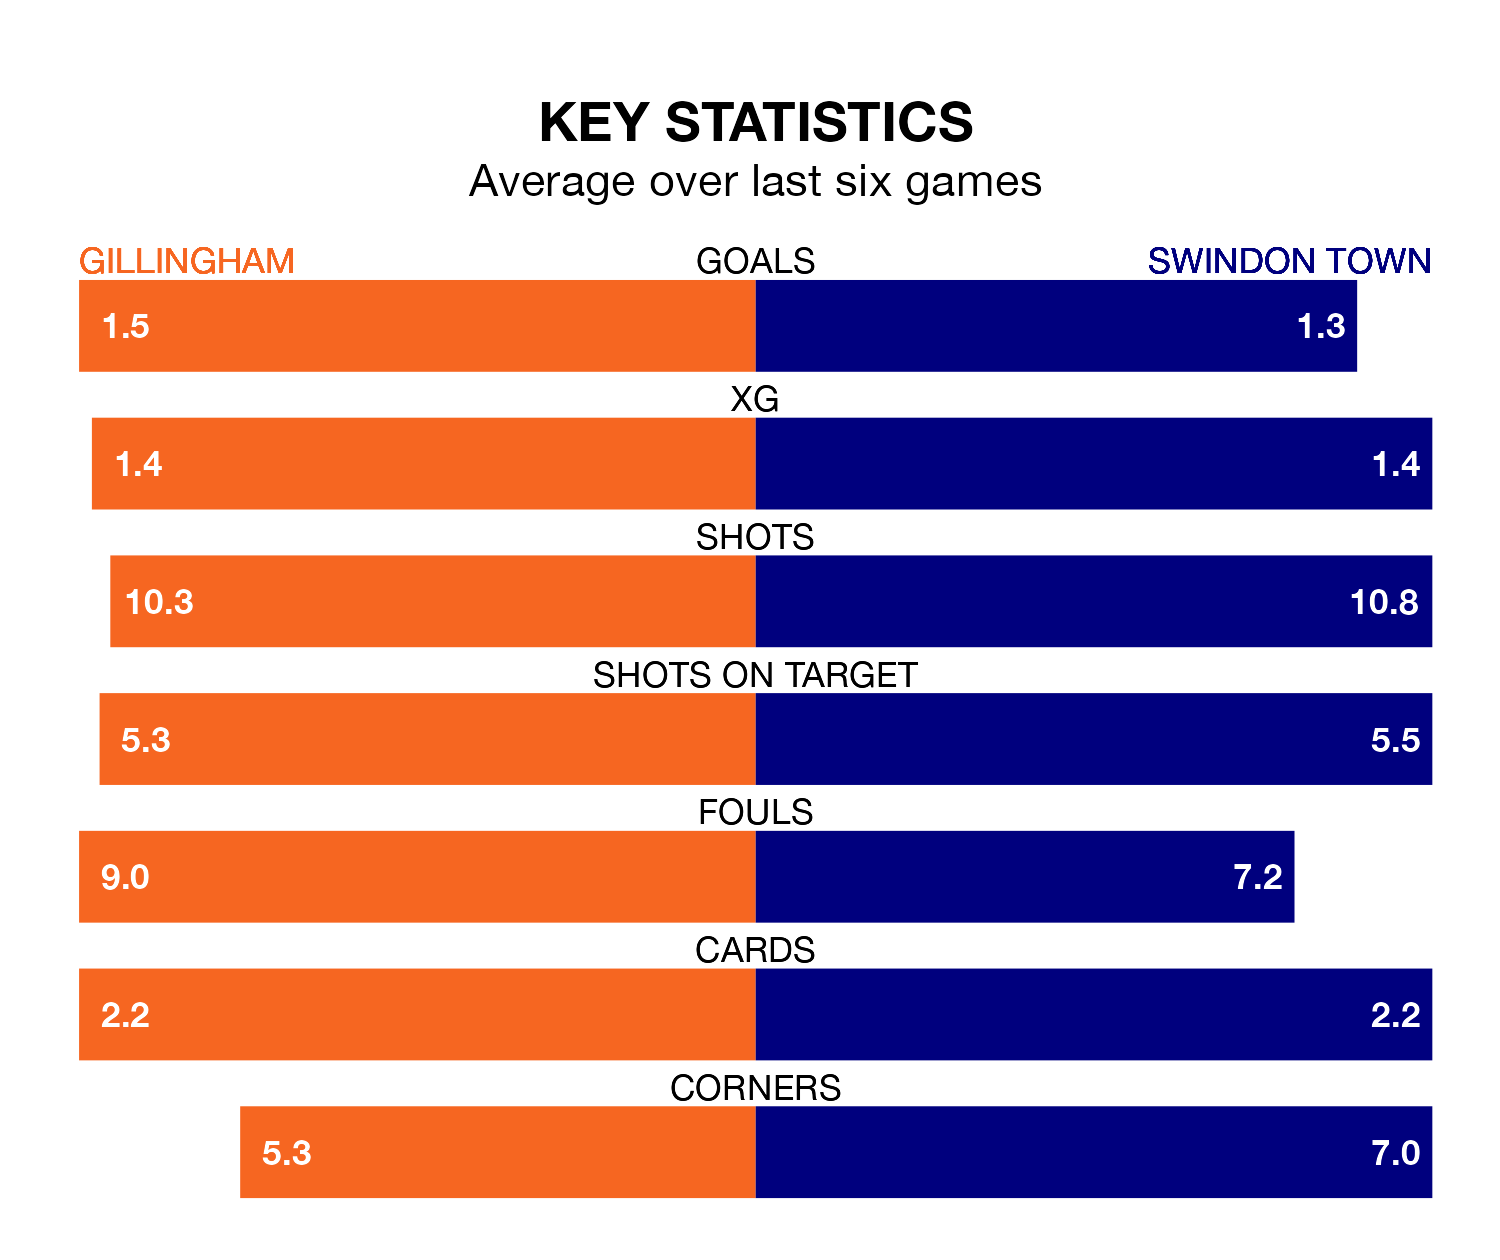 KEY STATISTICS
Average over last six games
GILLINGHAM GOALS SWINDON TOWN
1.5 1.3
XG
1.4 1.4
SHOTS
10.3 10.8
SHOTS ON TARGET
5.3 5.5
FOULS
9.0 7.2
CARDS
2.2 2.2
CORNERS
5.3 7.0